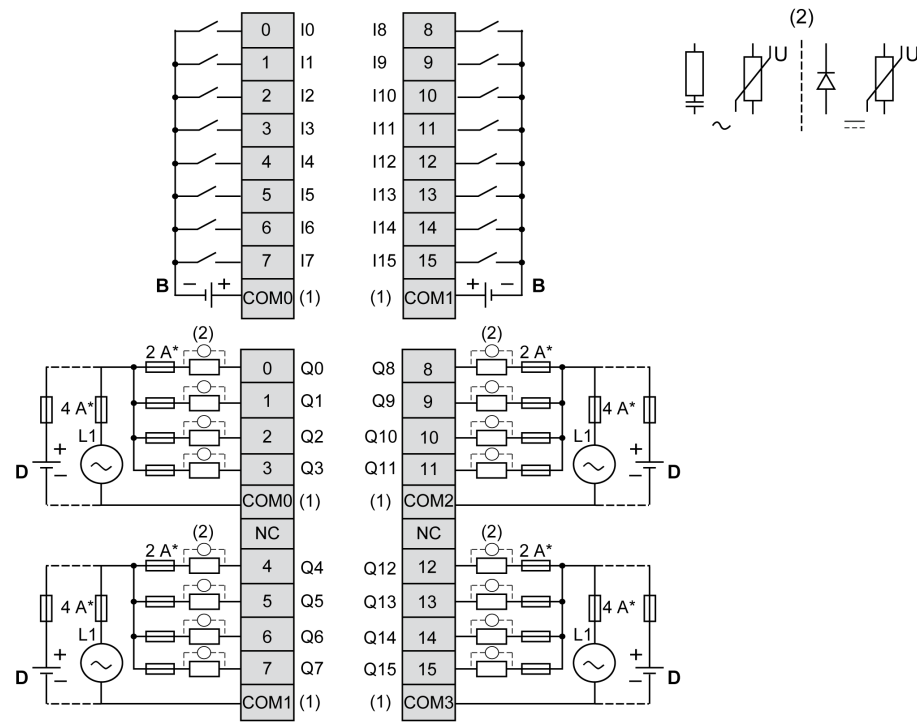 (2)
0 I0 I8 8
U U
1 I1 I9 9
2 I2 I10 10
3 I3 I11 11
4 I4 I12 12
5 I5 I13 13
6 I6 I14 14
7 I7 I15 15
B − + COM0 (1) (1) COM1 + − B
(2) (2)
2 A* 0 Q0 Q8 8 2 A*
4 A* 1 Q1 Q9 9 4 A*
L1 2 Q2 Q10 10 L1
D + − 3 Q3 Q11 11 + − D
COM0 (1) (1) COM2
NC NC
(2) (2)
2 A* 4 Q4 Q12 12 2 A*
4 A* 5 Q5 Q13 13 4 A*
L1 6 Q6 Q14 14 L1
D + − 7 Q7 Q15 15 + − D
COM1 (1) (1) COM3